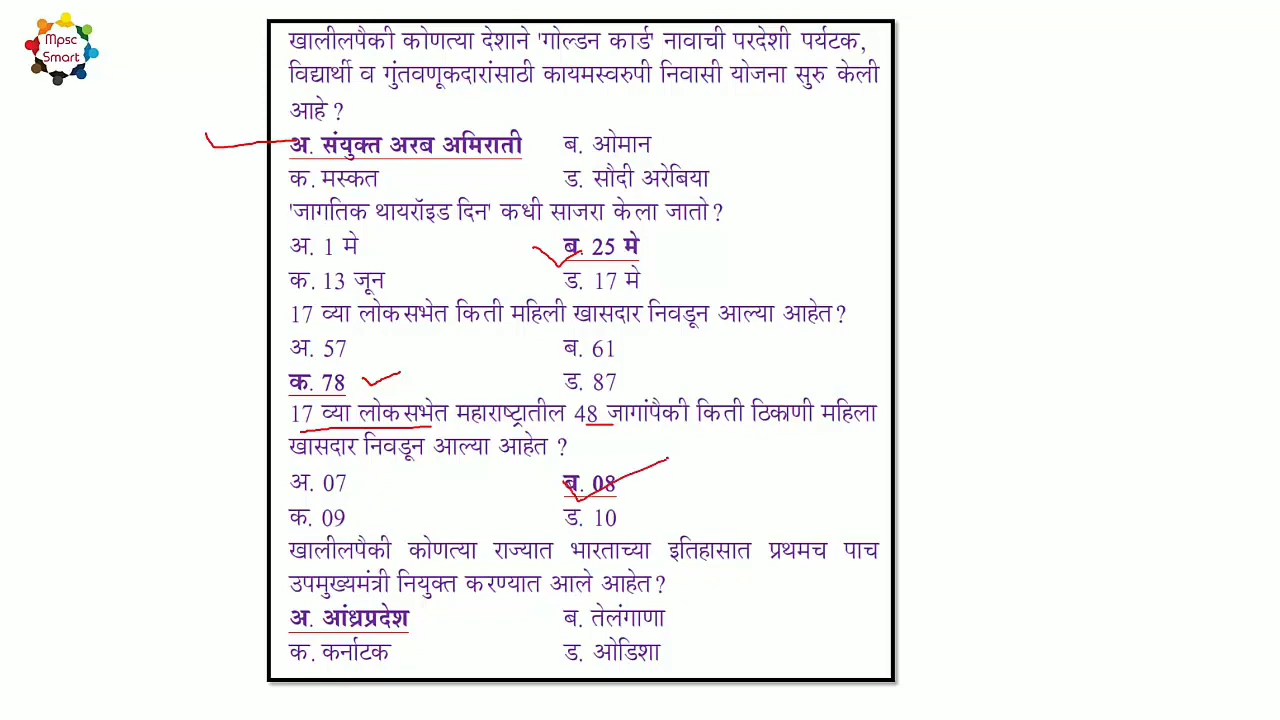 Mpsc
Smart
खालीलपैकी कोणत्या देशाने 'गोल्डन कार्ड' नावाची परदेशी पर्यटक,
विद्यार्थी व गुंतवणूकदारांसाठी कायमस्वरुपी निवासी योजना सुरु केली
आहे ?
अ. संयुक्त अरब अमिराती ब. ओमान
क. मस्कत ड. सौदी अरेबिया
'जागतिक थायरॉइड दिन' कधी साजरा केला जातो ?
अ. 1 मे ब. 25 मे
क. 13 जून ड. 17 मे
17 व्या लोकसभेत किती महिली खासदार निवडून आल्या आहेत ?
अ. 57 ब. 61
क. 78 ड. 87
17 व्या लोकसभेत महाराष्ट्रातील 48 जागांपैकी किती ठिकाणी महिला
खासदार निवडून आल्या आहेत ?
अ. 07 ब. 08
क. 09 ड. 10
खालीलपैकी कोणत्या राज्यात भारताच्या इतिहासात प्रथमच पाच
उपमुख्यमंत्री नियुक्त करण्यात आले आहेत ?
अ. आंध्रप्रदेश ब. तेलंगाणा
क. कर्नाटक ड. ओडिशा